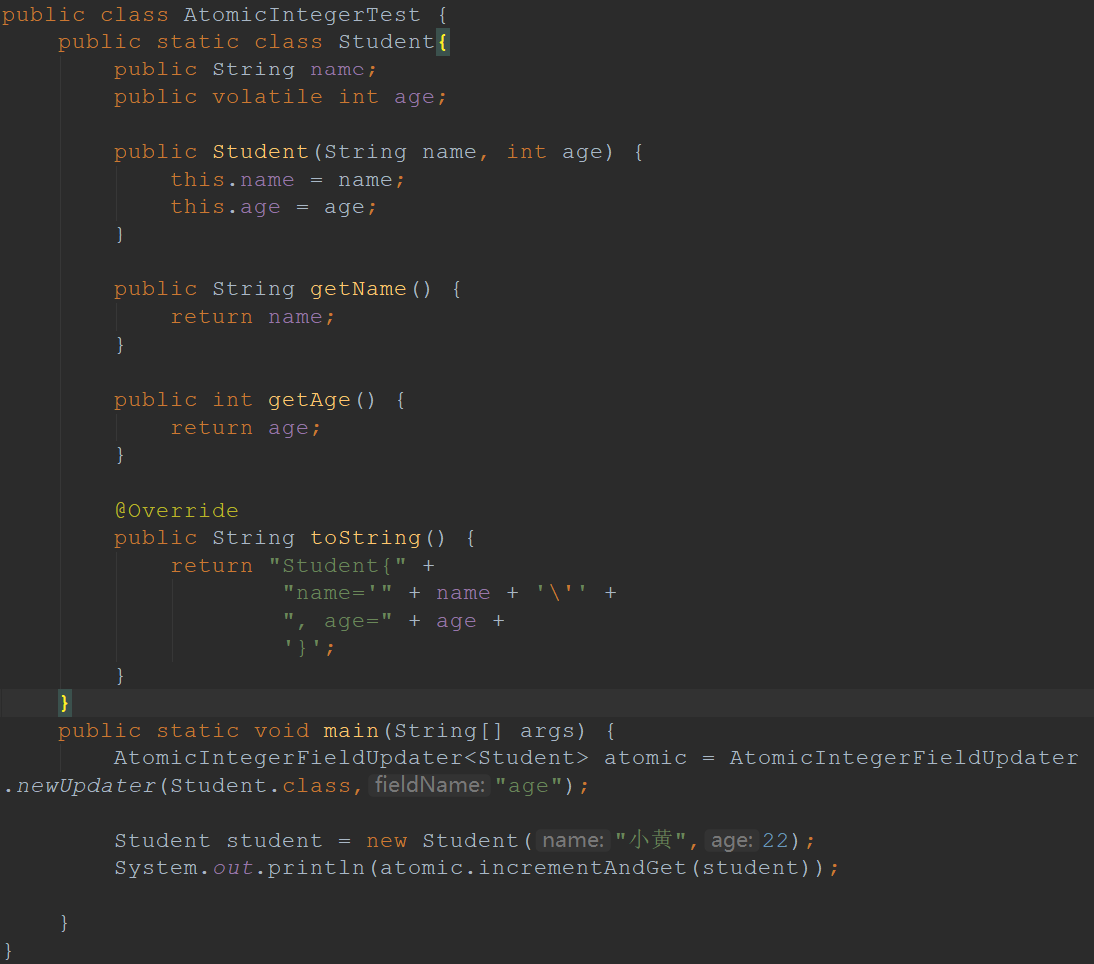 public class AtomicIntegerTest {
    public static class Student{
        public String namc;
        public volatile int age;
        public Student(String name, int age) {
            this.name = name;
            this.age = age;
        }
        public String getName() {
            return name;
        }
        public int getAge() {
            return age;
        }
        @Override
        public String toString() {
            return "Student{" +
                    "name='" + name + '\'' +
                    ", age=" + age +
                    '}';
        }
    }
    public static void main(String[] args) {
        AtomicIntegerFieldUpdater<Student> atomic = AtomicIntegerFieldUpdater
.newUpdater(Student.class, fieldName: "age");
        Student student = new Student( name: "小黄", age: 22);
        System.out.println(atomic.incrementAndGet(student));
    }
}